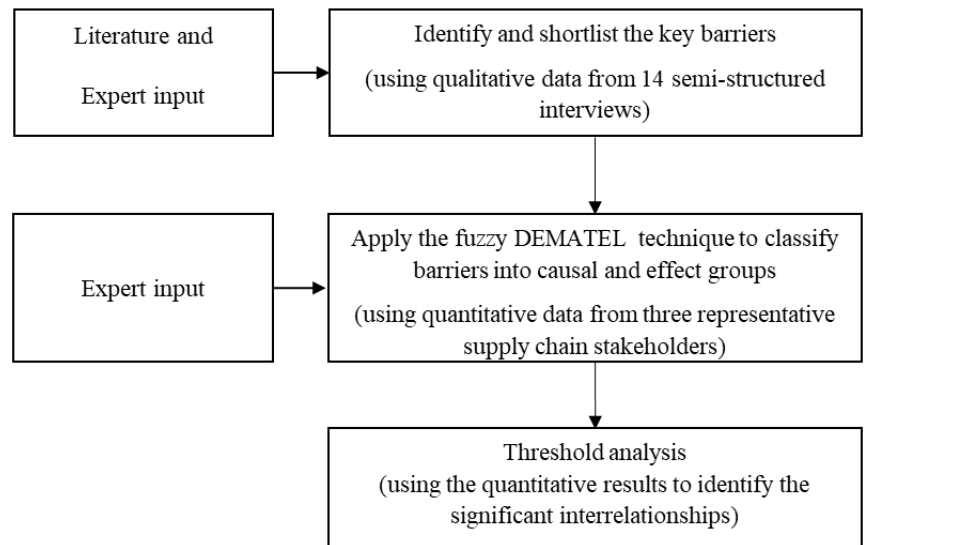 Literature and
Expert input
Identify and shortlist the key barriers
(using qualitative data from 14 semi-structured
interviews)
Expert input
Apply the fuzzy DEMATEL technique to classify
barriers into causal and effect groups
(using quantitative data from three representative
supply chain stakeholders)
Threshold analysis
(using the quantitative results to identify the
significant interrelationships)